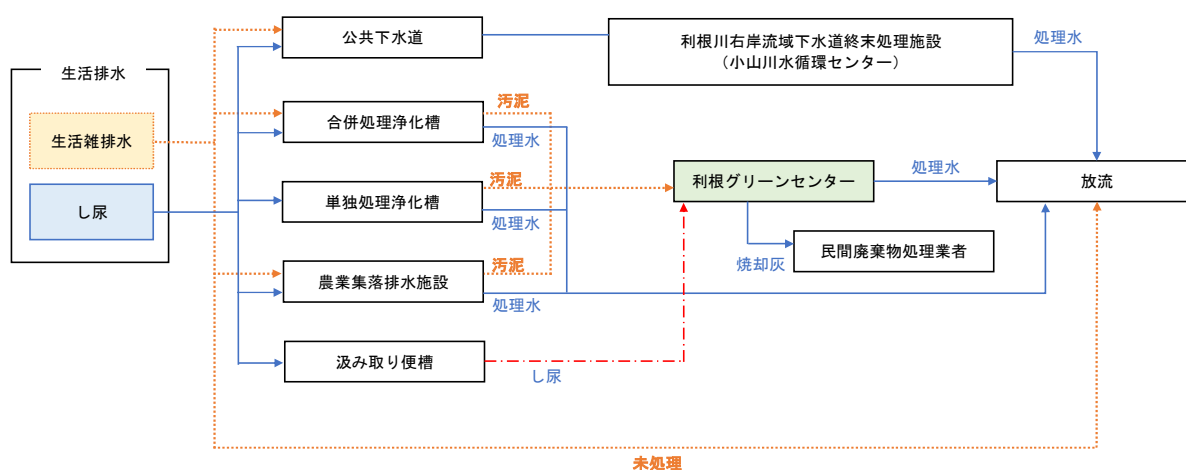 生活排水
生活雑排水
し尿
公共下水道
合併処理浄化槽
単独処理浄化槽
農業集落排水施設
汲み取り便槽
汚泥
処理水
汚泥
処理水
汚泥
処理水
し尿
利根川右岸流域下水道終末処理施設
（小山川水循環センター）
処理水
利根グリーンセンター
処理水
焼却灰
民間廃棄物処理業者
放流
未処理